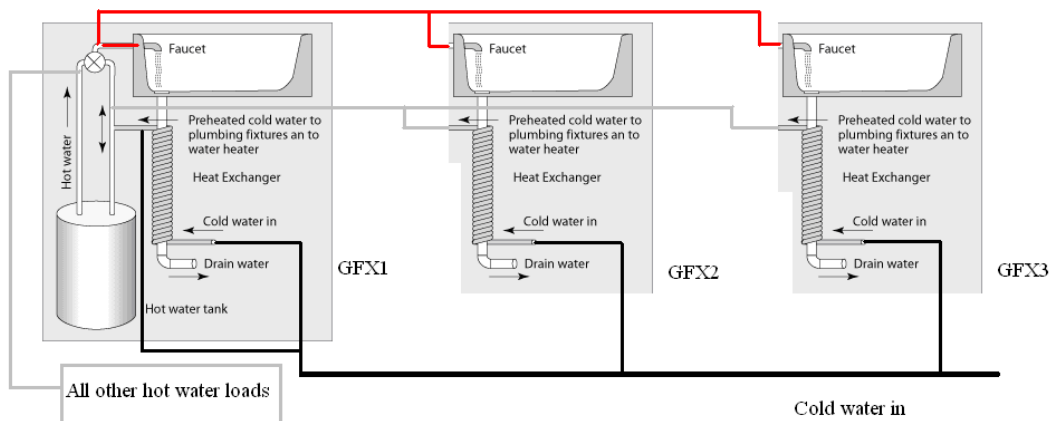 Faucet
Hot water
Preheated cold water to
plumbing fixtures an to
water heater
Heat Exchanger
Cold water in
Drain water
Hot water tank
GFX1
Faucet
Preheated cold water to
plumbing fixtures an to
water heater
Heat Exchanger
Cold water in
Drain water
GFX2
Faucet
Preheated cold water to
plumbing fixtures an to
water heater
Heat Exchanger
Cold water in
Drain water
GFX3
All other hot water loads
Cold water in